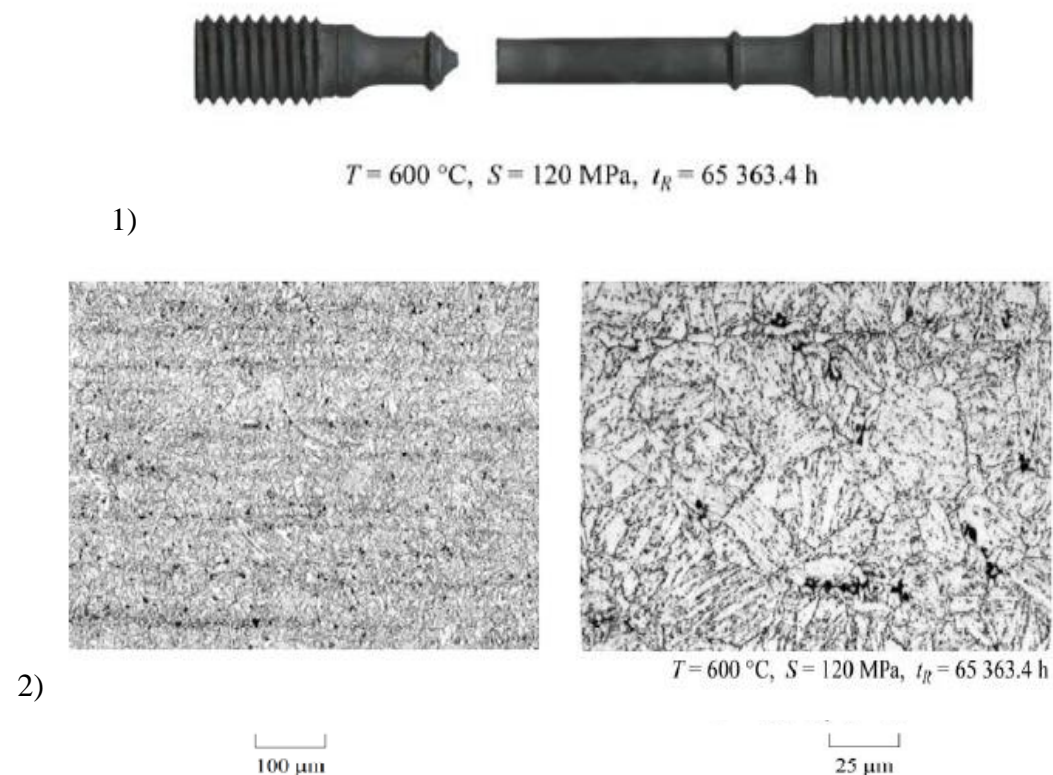 T = 600 °C, S = 120 MPa, t_R = 65 363.4 h
1)
T = 600 °C, S = 120 MPa, t_R = 65 363.4 h
2)
100 μm
25 μm